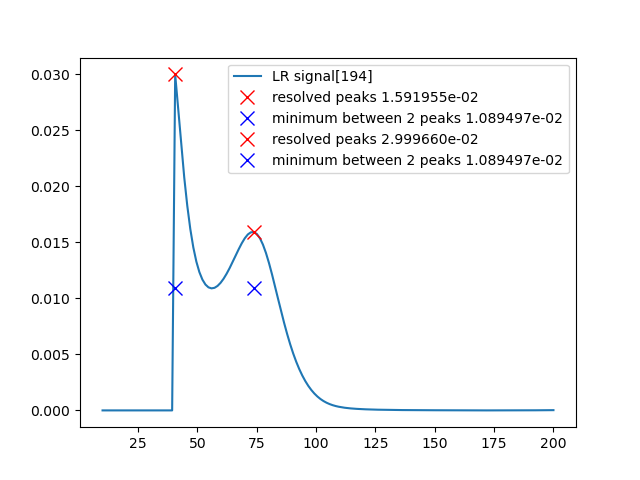 0.030
0.025
0.020
0.015
0.010
0.005
0.000
LR signal[194]
resolved peaks 1.591955e-02
minimum between 2 peaks 1.089497e-02
resolved peaks 2.999660e-02
minimum between 2 peaks 1.089497e-02
25 50 75 100 125 150 175 200